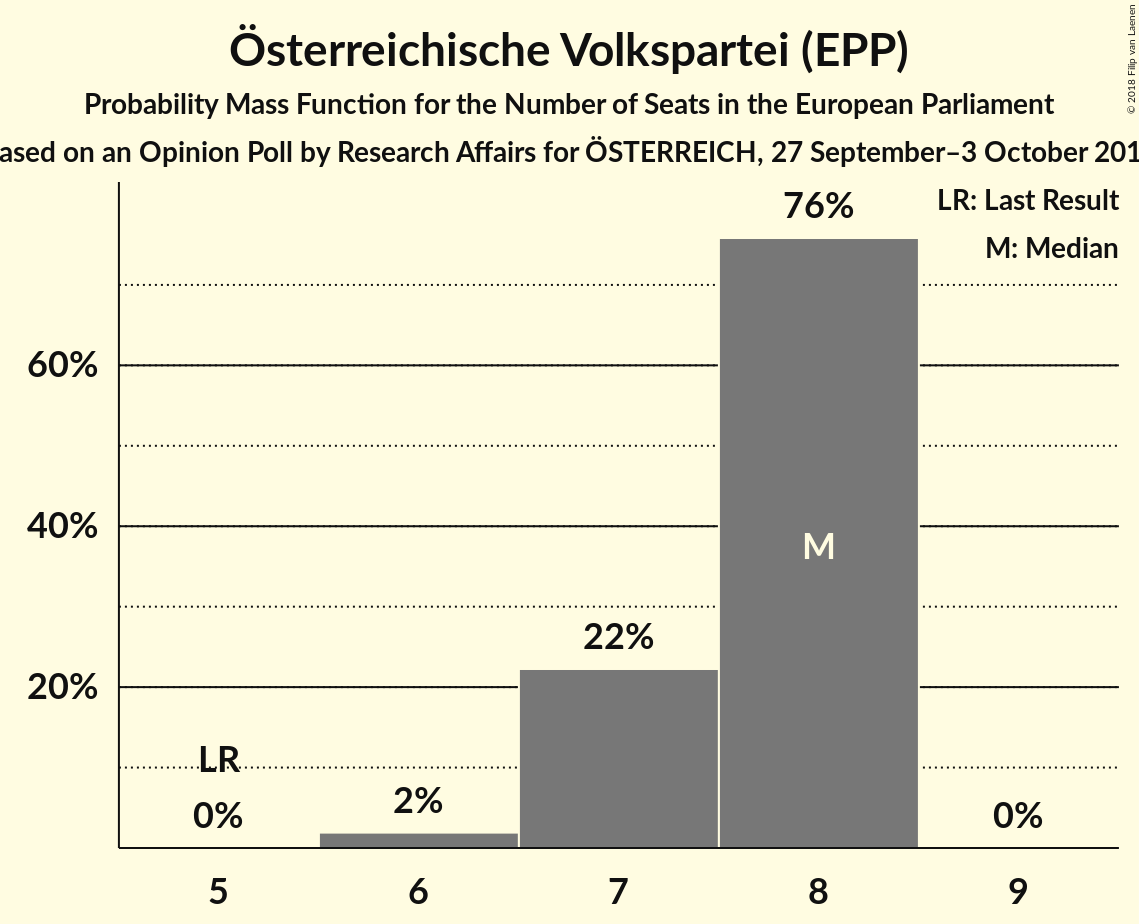 Österreichische Volkspartei (EPP)
Probability Mass Function for the Number of Seats in the European Parliament
ased on an Opinion Poll by Research Affairs for ÖSTERREICH, 27 September–3 October 201
© 2018 Filip van Laenen
LR: Last Result
M: Median
76%
60%
40%
M
22%
20%
LR
0%
2%
0%
5
6
7
8
9